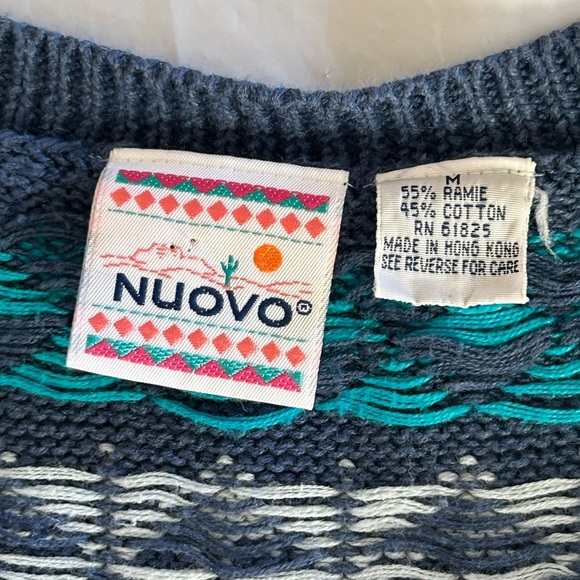 NUOVO®
M
55% RAMIE
45% COTTON
RN 61825
MADE IN HONG KONG
SEE REVERSE FOR CARE